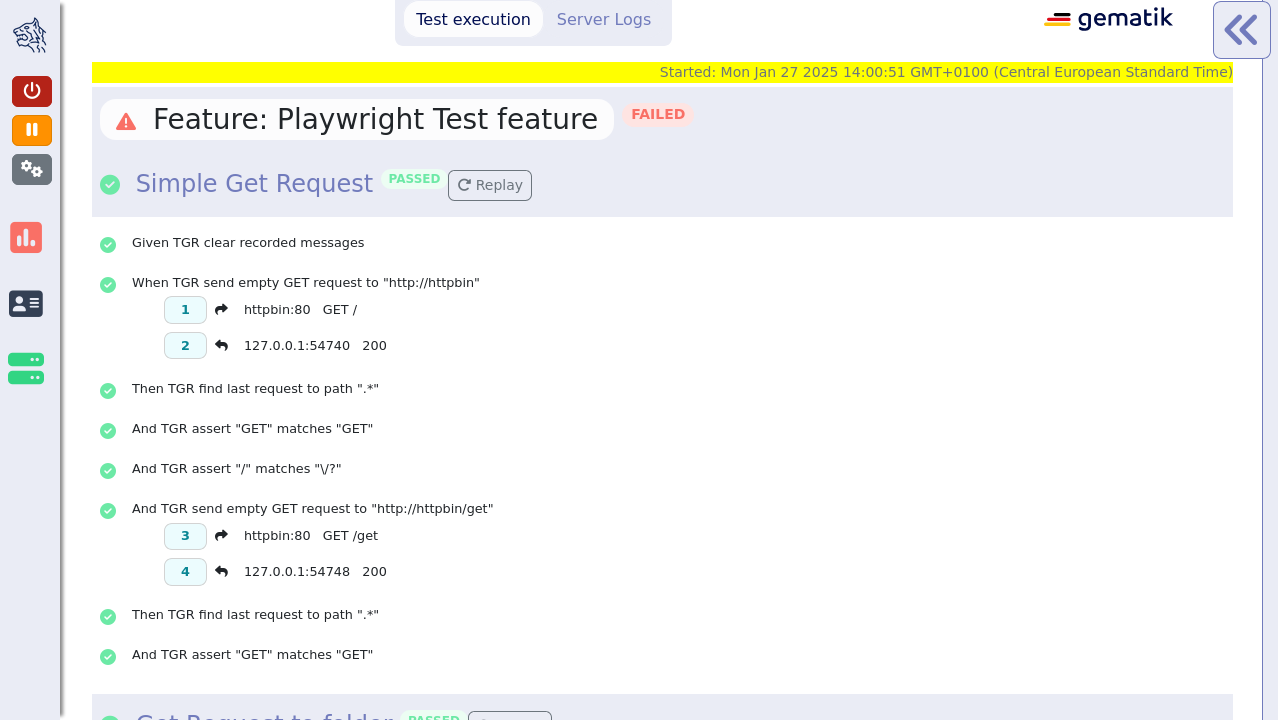 Test execution
Server Logs
gematik
Started: Mon Jan 27 2025 14:00:51 GMT+0100 (Central European Standard Time)
Feature: Playwright Test feature FAILED
Simple Get Request PASSED Replay
Given TGR clear recorded messages
When TGR send empty GET request to "http://httpbin"
1 httpbin:80 GET /
2 127.0.0.1:54740 200
Then TGR find last request to path ".*"
And TGR assert "GET" matches "GET"
And TGR assert "/" matches "\/?"
And TGR send empty GET request to "http://httpbin/get"
3 httpbin:80 GET /get
4 127.0.0.1:54748 200
Then TGR find last request to path ".*"
And TGR assert "GET" matches "GET"
Get Request to folder PASSED